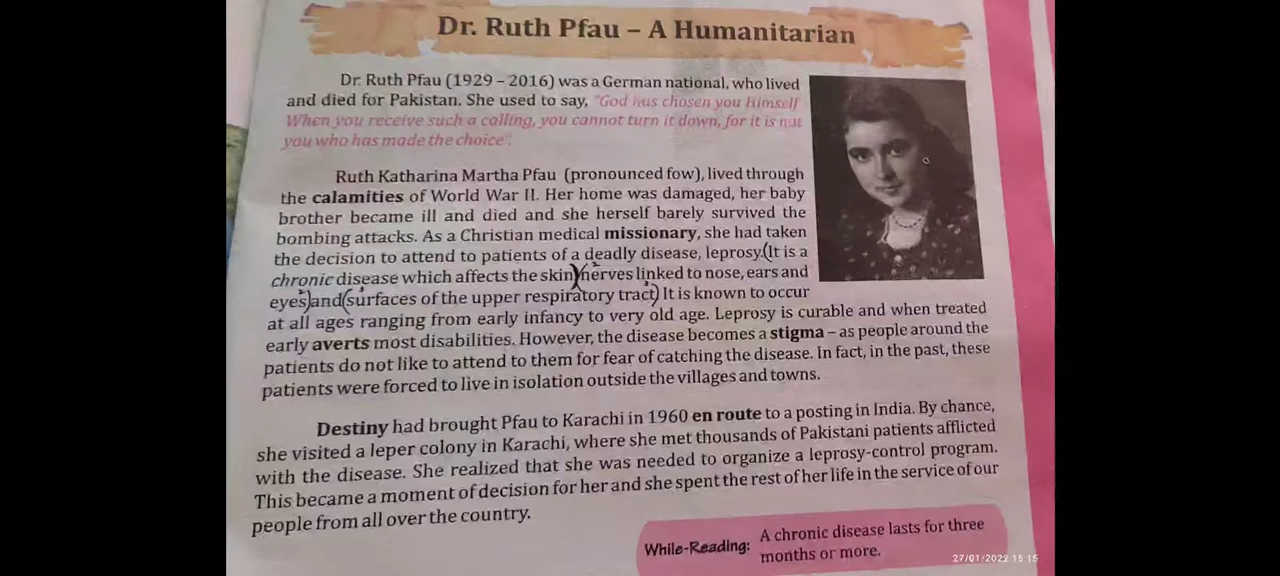 Dr. Ruth Pfau – A Humanitarian
Dr. Ruth Pfau (1929 – 2016) was a German national, who lived
and died for Pakistan. She used to say, "God has chosen you himself
When you receive such a calling, you cannot turn it down, for it is not
you who has made the choice".
Ruth Katharina Martha Pfau (pronounced fow), lived through
the calamities of World War II. Her home was damaged, her baby
brother became ill and died and she herself barely survived the
bombing attacks. As a Christian medical missionary, she had taken
the decision to attend to patients of a deadly disease, leprosy. (It is a
chronic disease which affects the skin) (nerves linked to nose, ears and
eyes) and (surfaces of the upper respiratory tract) It is known to occur
at all ages ranging from early infancy to very old age. Leprosy is curable and when treated
early averts most disabilities. However, the disease becomes a stigma – as people around the
patients do not like to attend to them for fear of catching the disease. In fact, in the past, these
patients were forced to live in isolation outside the villages and towns.
Destiny had brought Pfau to Karachi in 1960 en route to a posting in India. By chance,
she visited a leper colony in Karachi, where she met thousands of Pakistani patients afflicted
with the disease. She realized that she was needed to organize a leprosy-control program.
This became a moment of decision for her and she spent the rest of her life in the service of our
people from all over the country.
While-Reading: A chronic disease lasts for three
months or more.
27/01/2022 15:15